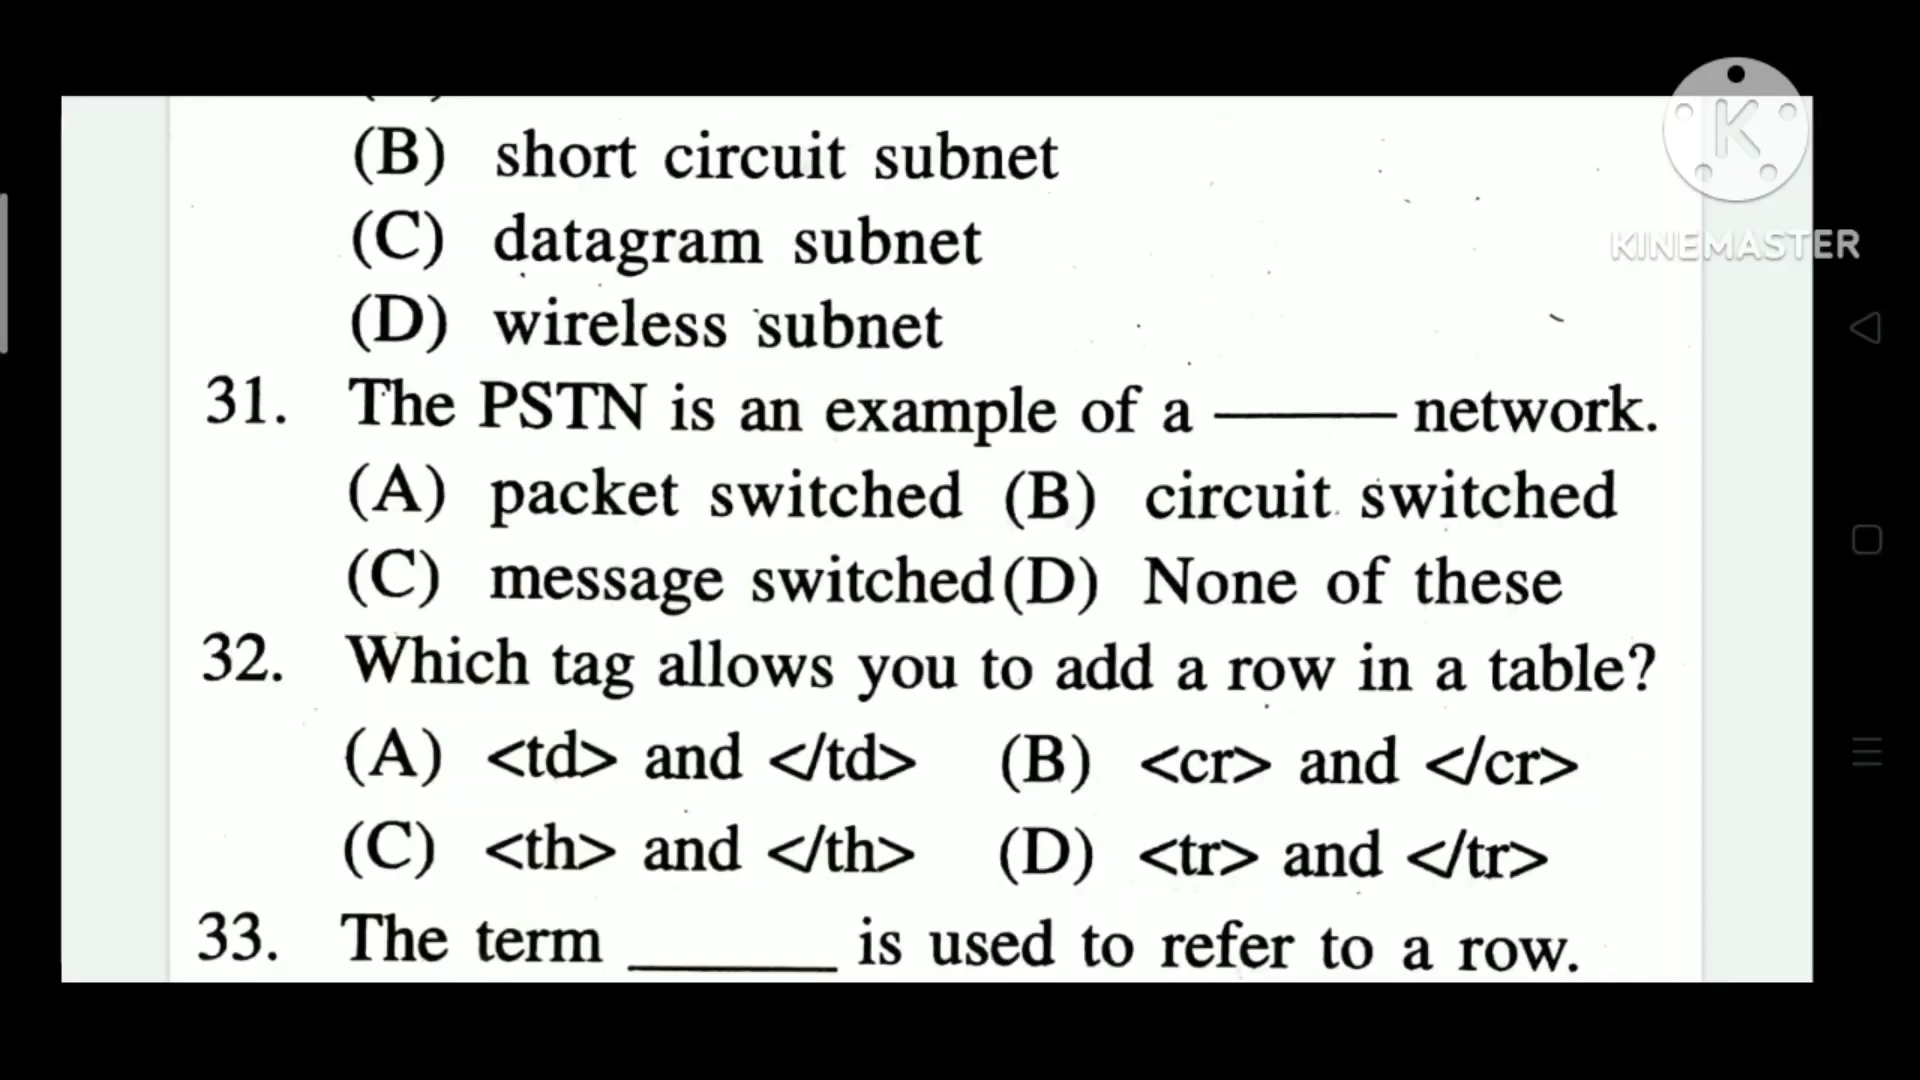 (B) short circuit subnet
(C) datagram subnet
(D) wireless subnet
31. The PSTN is an example of a ——— network.
(A) packet switched (B) circuit switched
(C) message switched (D) None of these
32. Which tag allows you to add a row in a table?
(A) <td> and </td> (B) <cr> and </cr>
(C) <th> and </th> (D) <tr> and </tr>
33. The term ______ is used to refer to a row.
K
KINEMASTER